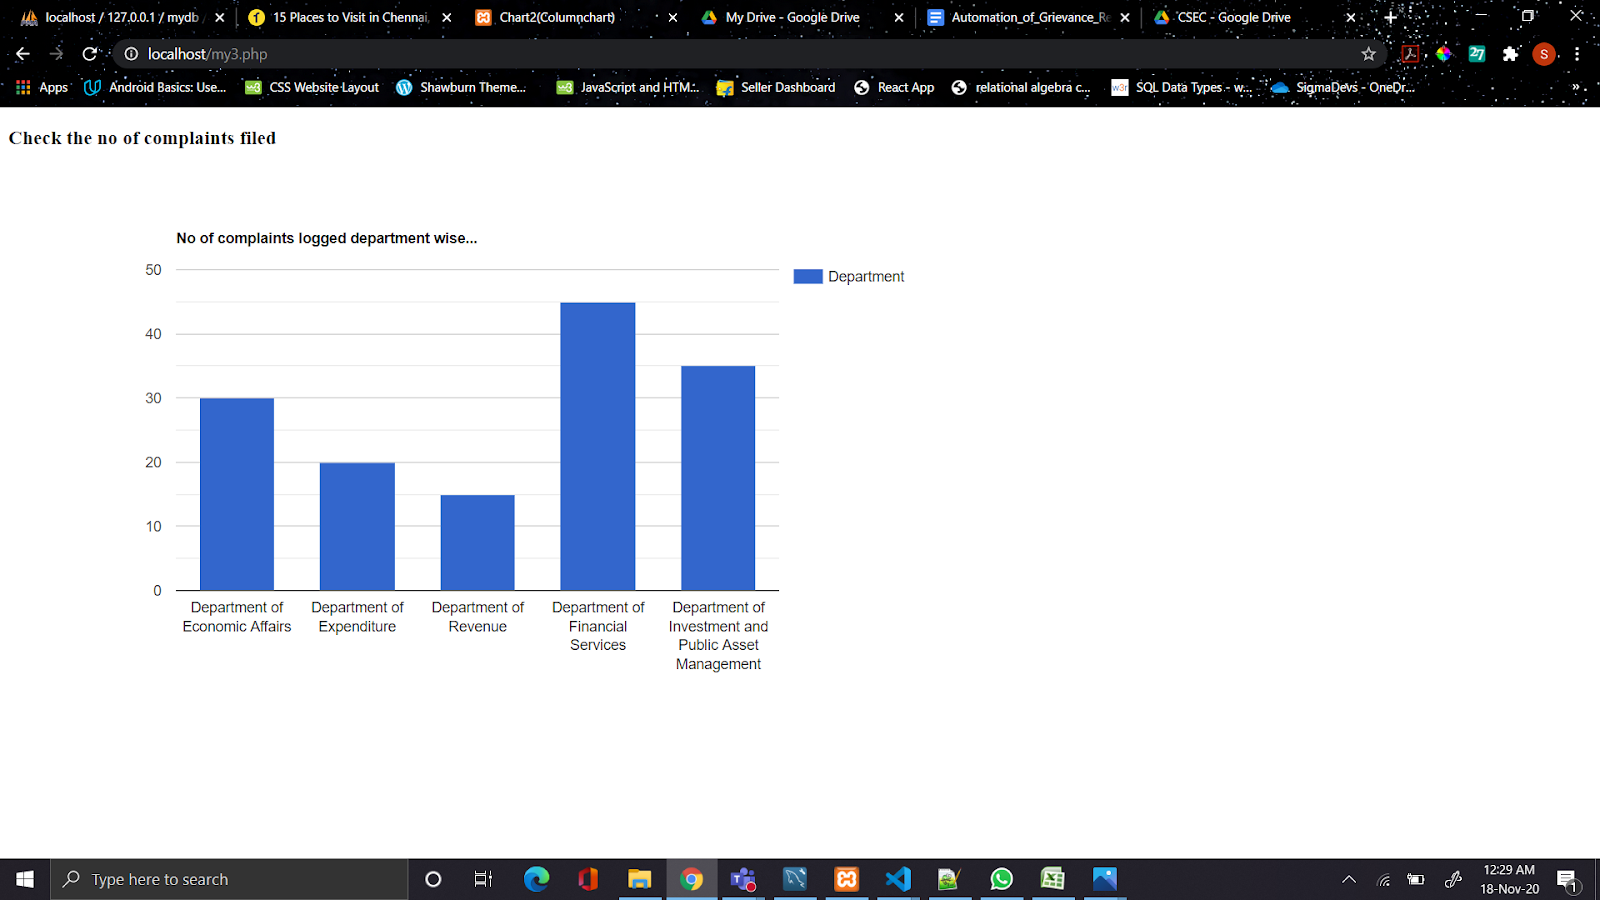 localhost / 127.0.0.1 / mydb
15 Places to Visit in Chennai,
Chart2(Columnchart)
My Drive - Google Drive
Automation_of_Grievance_Re
CSEC - Google Drive
localhost/my3.php
27
S
Apps
Android Basics: Use...
CSS Website Layout
Shawburn Theme...
JavaScript and HTM...
Seller Dashboard
React App
relational algebra c...
w3r
SQL Data Types - w...
SigmaDevs - OneDr...
»
Check the no of complaints filed
No of complaints logged department wise...
50
40
30
20
10
0
Department
Department of
Economic Affairs
Department of
Expenditure
Department of
Revenue
Department of
Financial
Services
Department of
Investment and
Public Asset
Management
Type here to search
12:29 AM
18-Nov-20
1